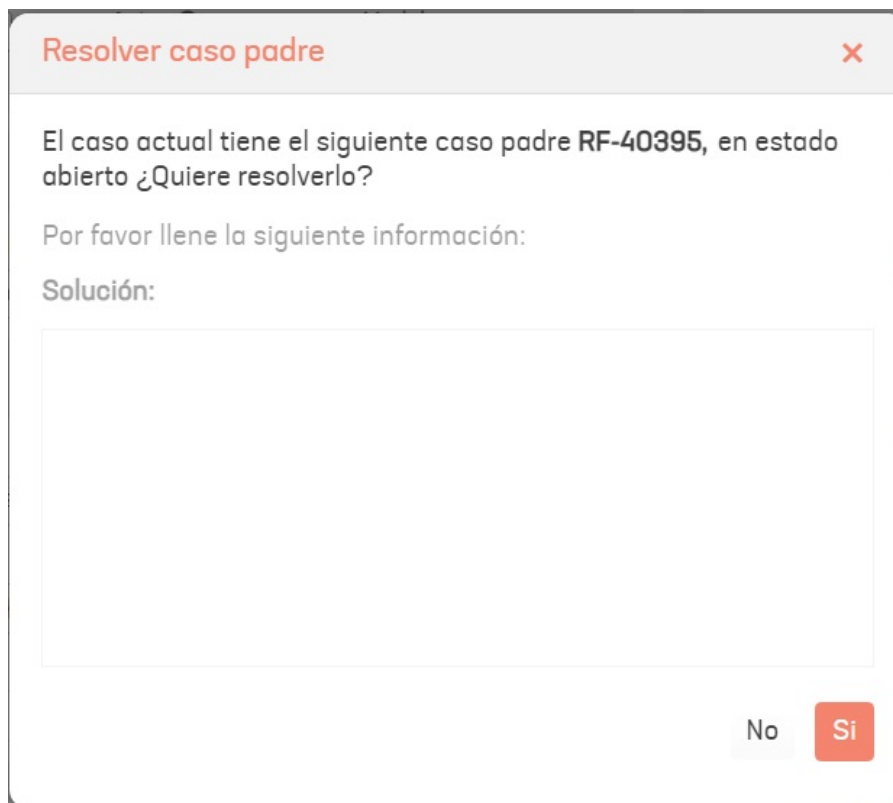 Resolver caso padre
El caso actual tiene el siguiente caso padre RF-40395, en estado
abierto ¿Quiere resolverlo?
Por favor llene la siguiente información:
Solución:
No
Si